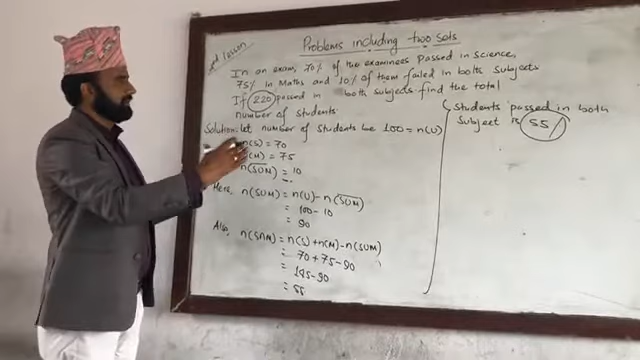 2nd lesson
Problems including two sets
In an exam, 70% of the examinees passed in science,
75% in Maths and 10% of them failed in both subjects
If 220 passed in both subjects. find the total
number of students.
Solution: Let number of students be 100 = n(U)
n(S) = 70
n(M) = 75
n(S∪M)‾ = 10
Here, n(S∪M) = n(U) - n(S∪M)‾
= 100 - 10
= 90
Also, n(S∩M) = n(S) + n(M) - n(S∪M)
= 70 + 75 - 90
= 145 - 90
= 55
students passed in both
subject is 55%